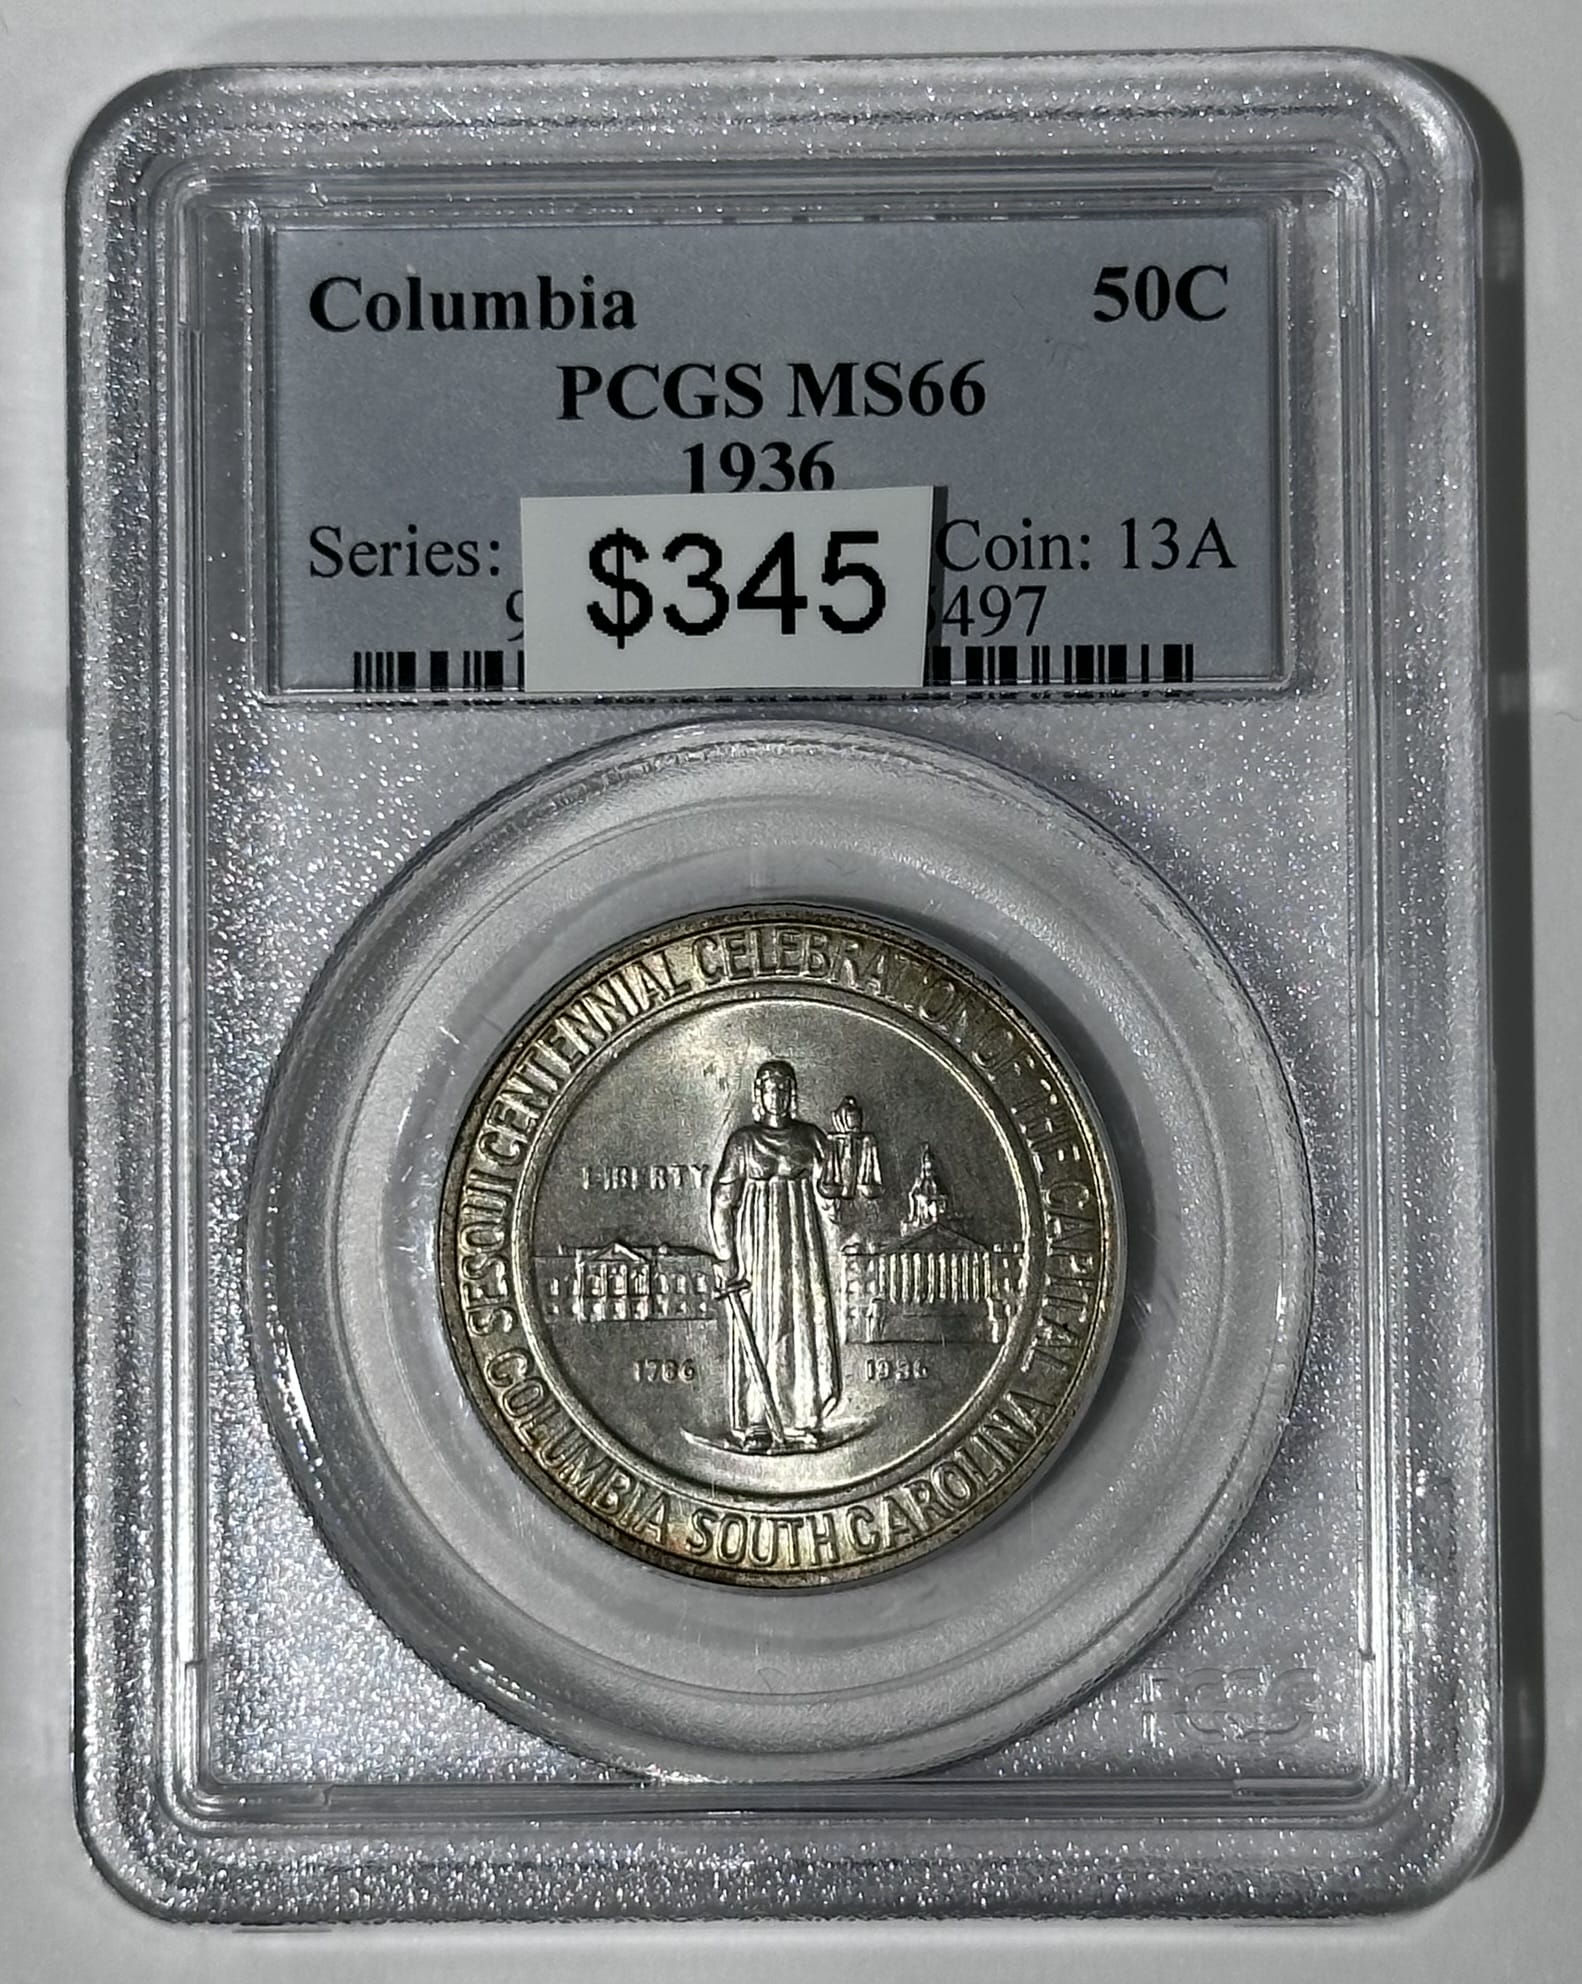 Columbia 50C
PCGS MS66
1936
Series: Coin: 13A
$345
497
SESQUICENTENNIAL CELEBRATION OF THE CAPITAL
LIBERTY
1786 1936
COLUMBIA SOUTH CAROLINA
PCGS